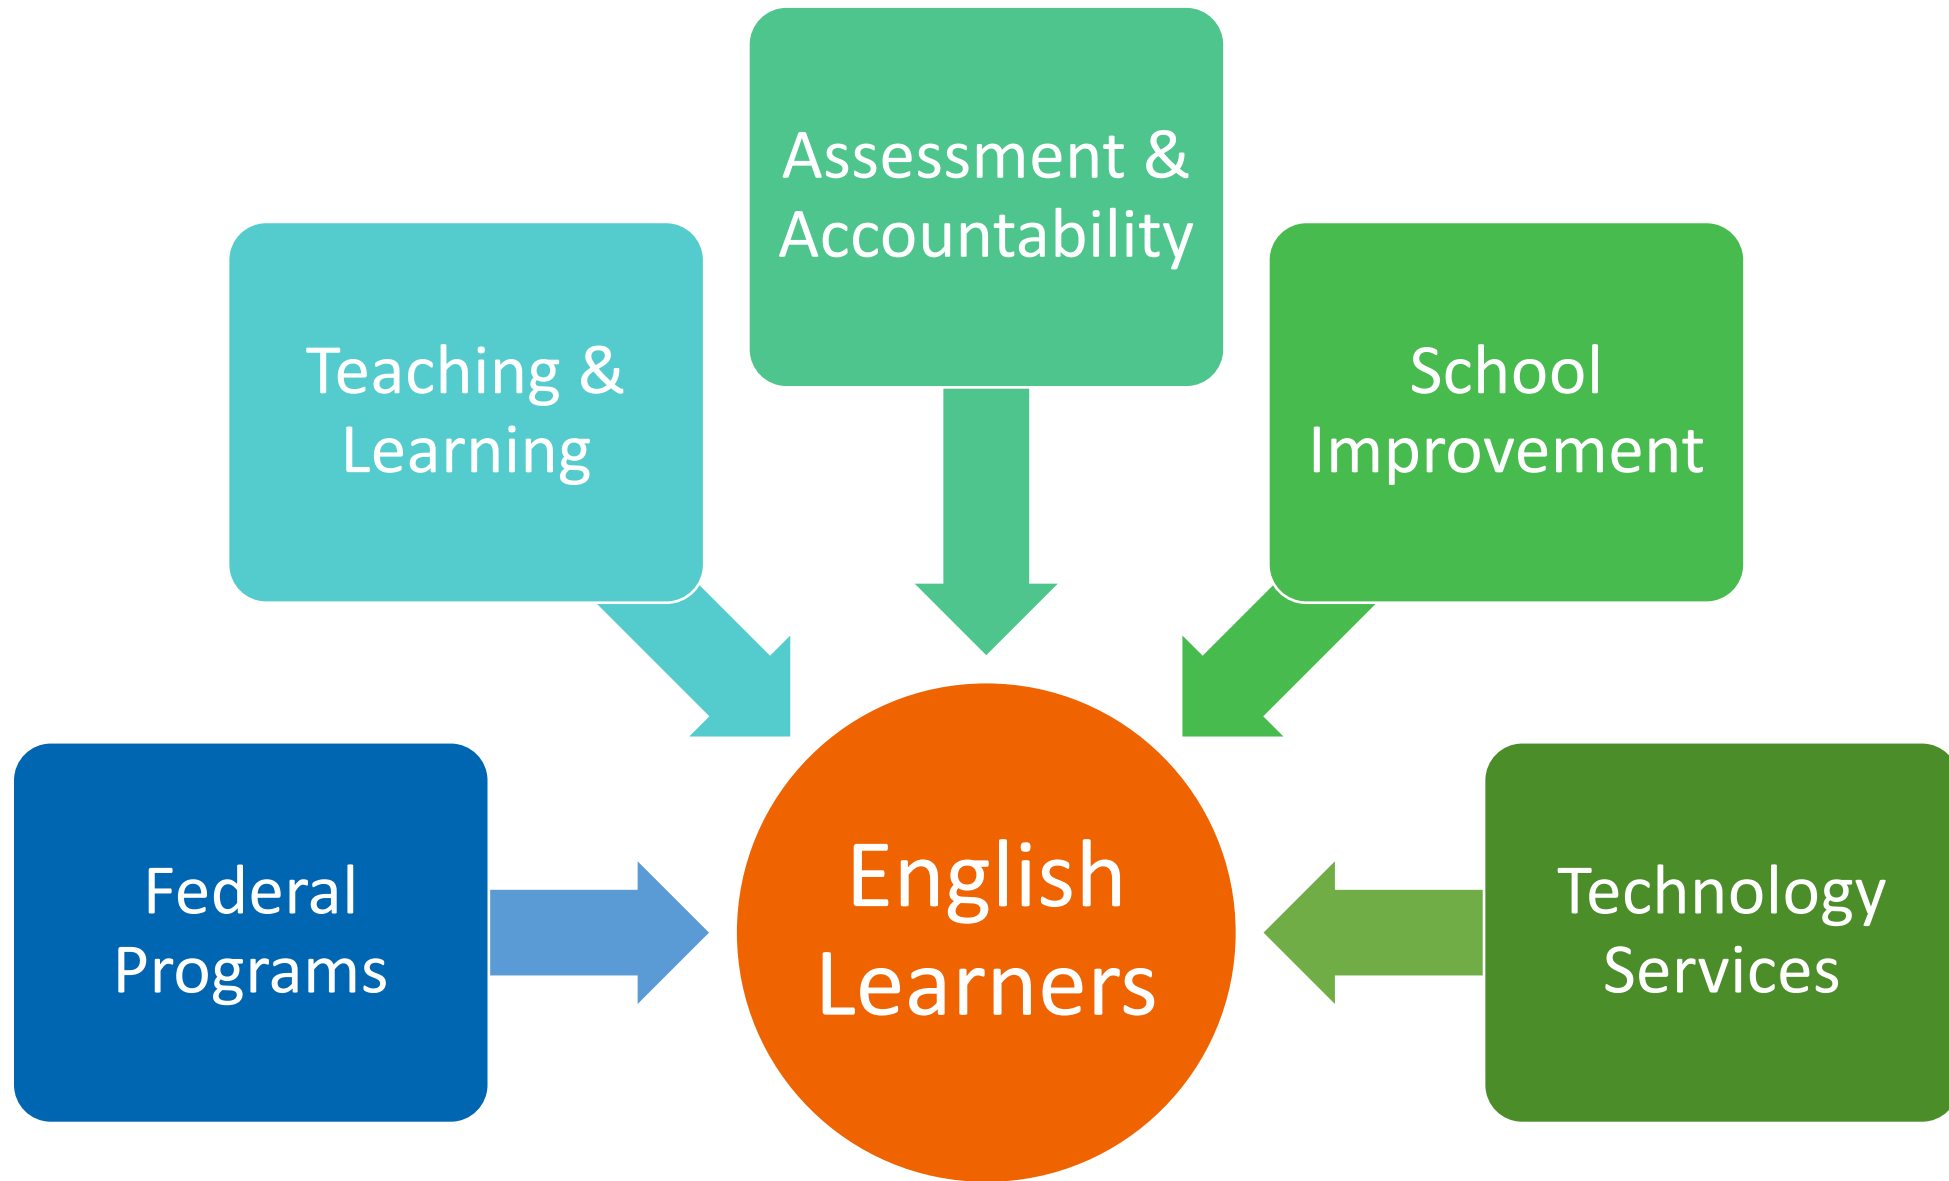 Assessment &
Accountability
Teaching &
Learning
School
Improvement
Federal
Programs
English
Learners
Technology
Services